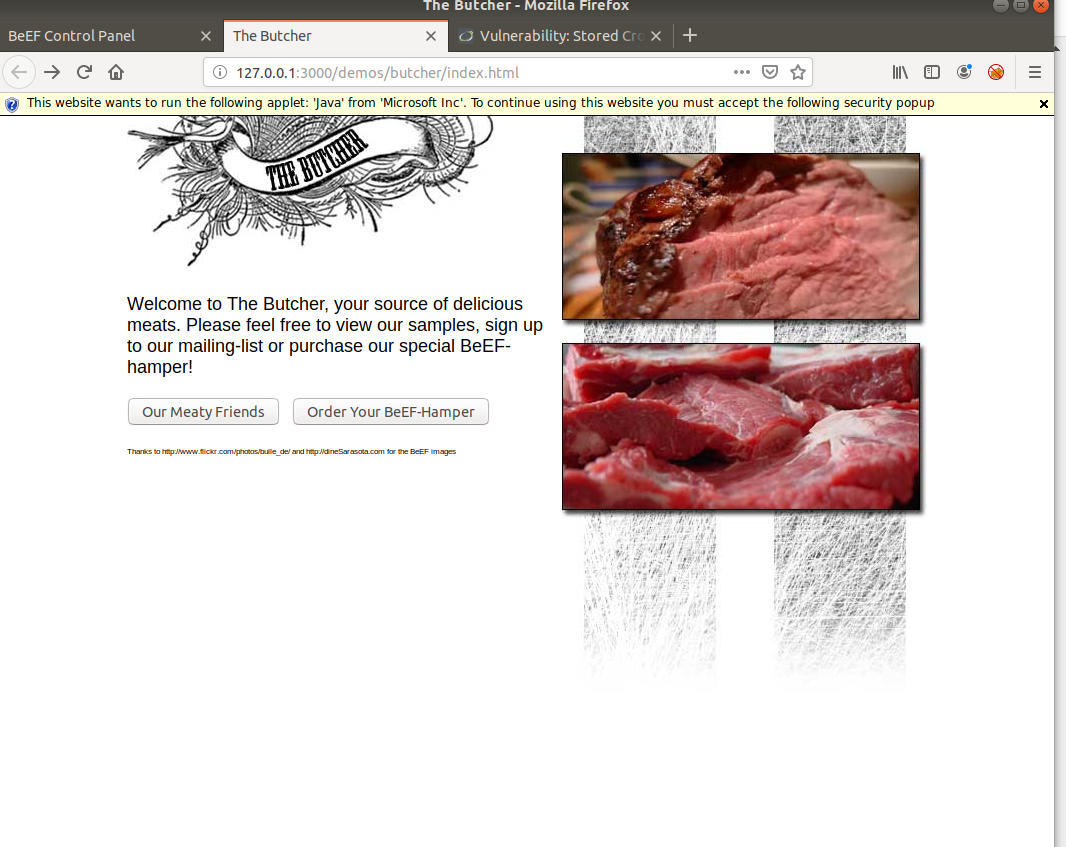 The Butcher - Mozilla Firefox
BeEF Control Panel
The Butcher
Vulnerability: Stored Cro
127.0.0.1:3000/demos/butcher/index.html
This website wants to run the following applet: 'Java' from 'Microsoft Inc'. To continue using this website you must accept the following security popup
THE BUTCHER
Welcome to The Butcher, your source of delicious
meats. Please feel free to view our samples, sign up
to our mailing-list or purchase our special BeEF-
hamper!
Our Meaty Friends
Order Your BeEF-Hamper
Thanks to http://www.flickr.com/photos/bulle_de/ and http://dineSarasota.com for the BeEF images